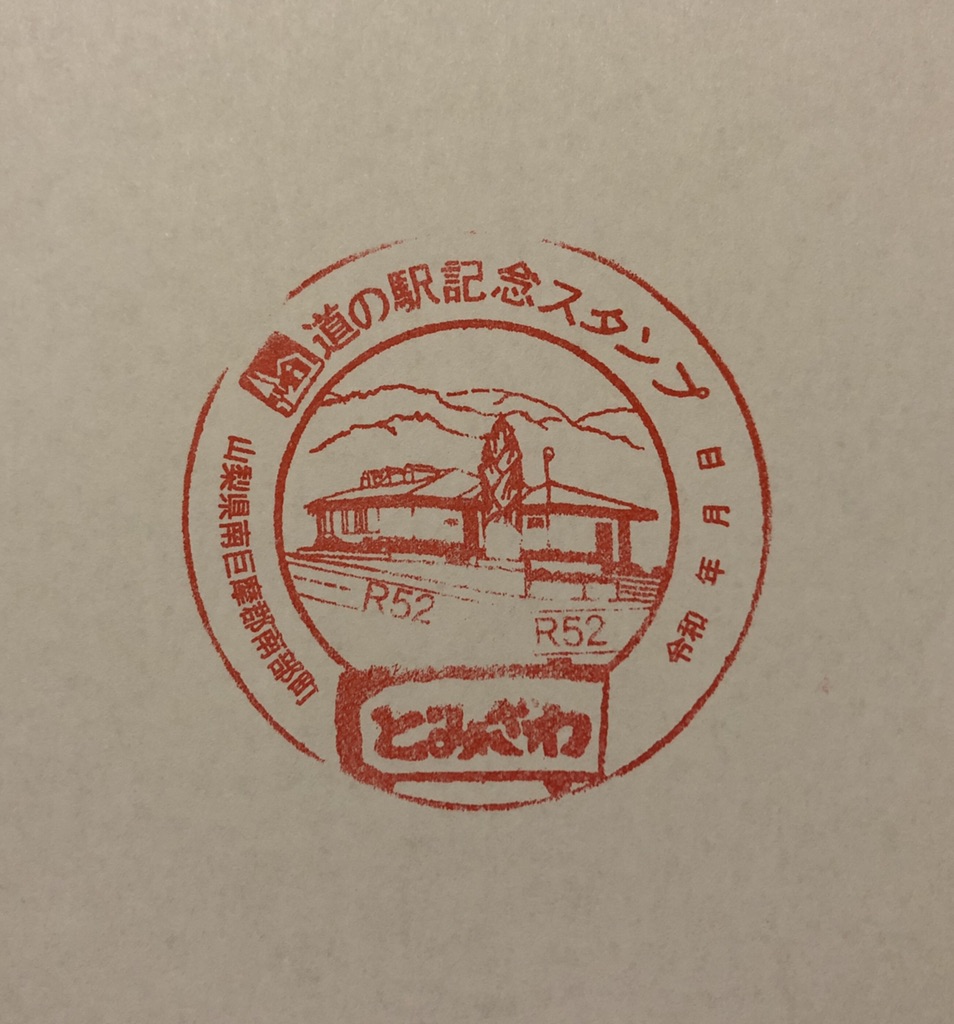 道の駅記念スタンプ
山梨県南巨摩郡南部町
令和 年 月 日
R52
R52
とみざわ